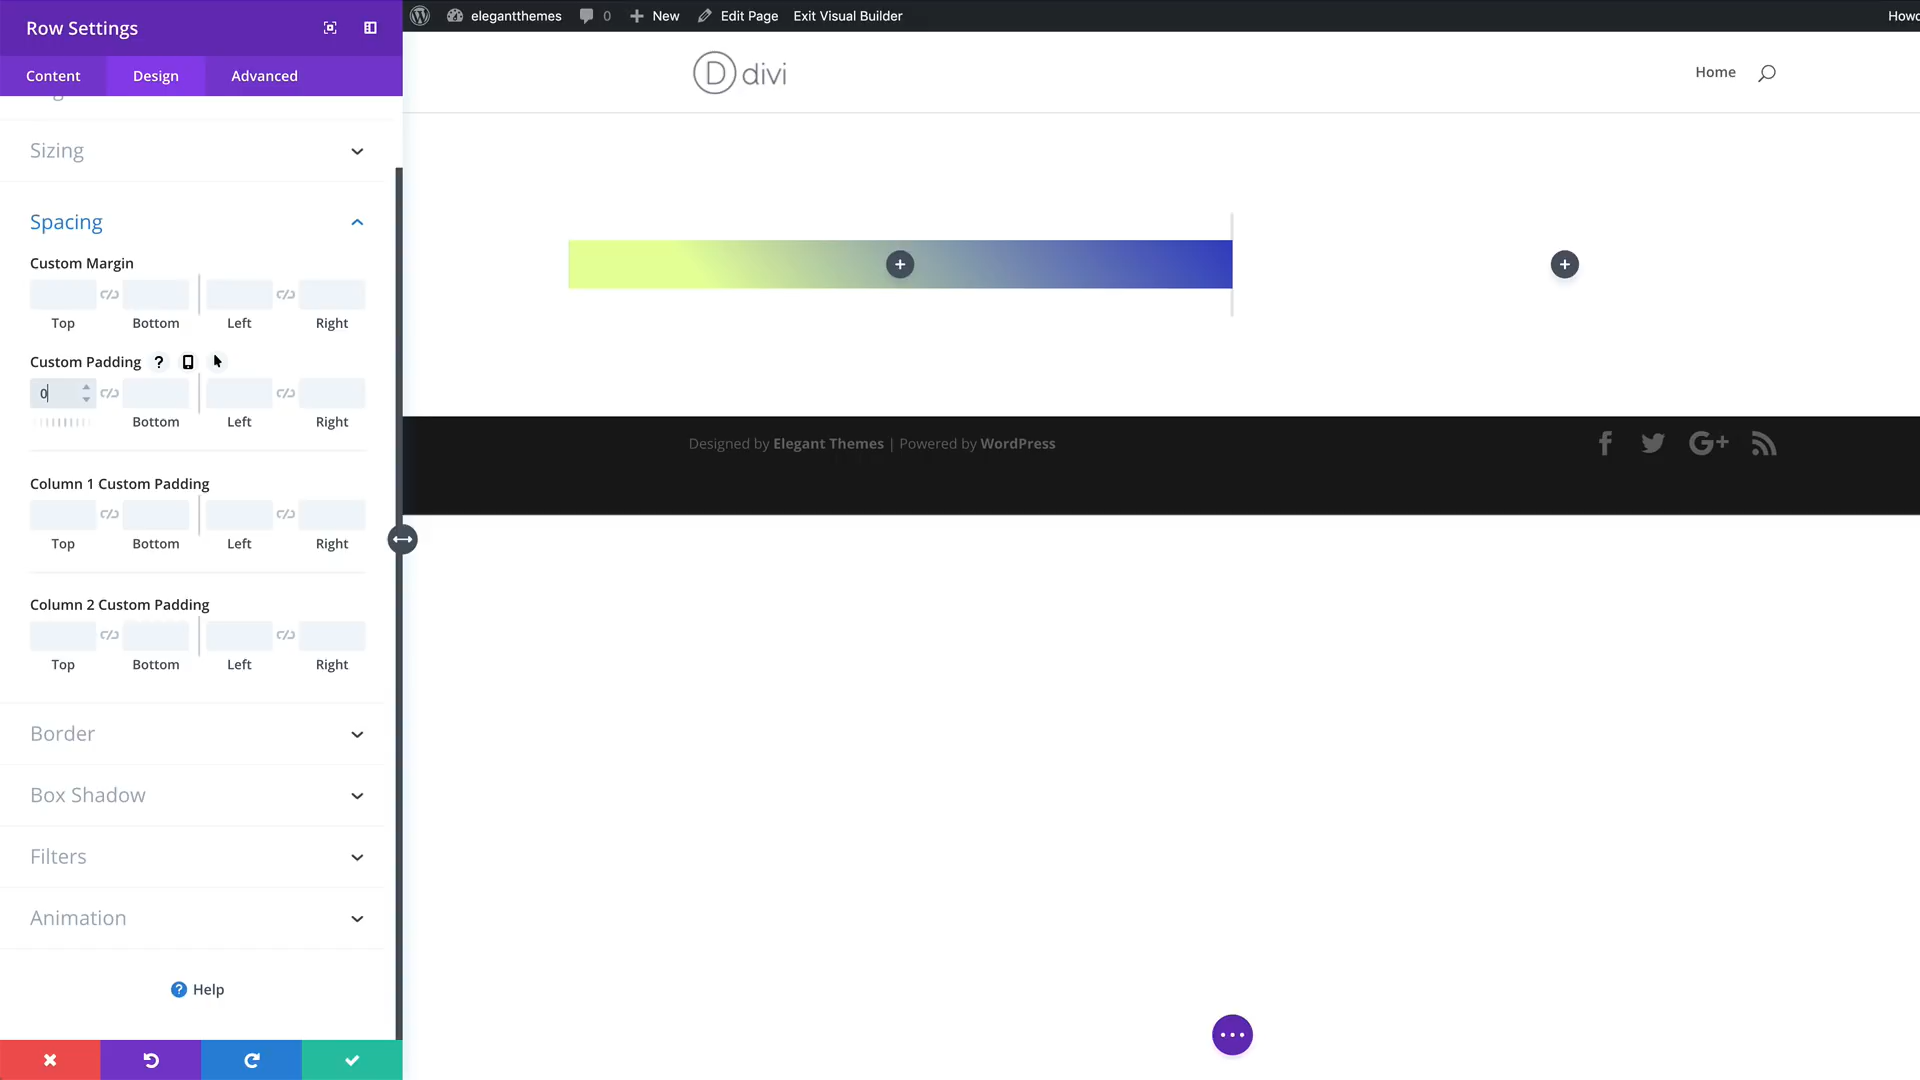 Row Settings
elegantthemes 0 New Edit Page Exit Visual Builder
Content Design Advanced
divi
Home
Sizing
Spacing
Custom Margin
Top Bottom Left Right
Custom Padding ?
0
Bottom Left Right
Column 1 Custom Padding
Top Bottom Left Right
Column 2 Custom Padding
Top Bottom Left Right
Border
Box Shadow
Filters
Animation
? Help
Designed by Elegant Themes | Powered by WordPress